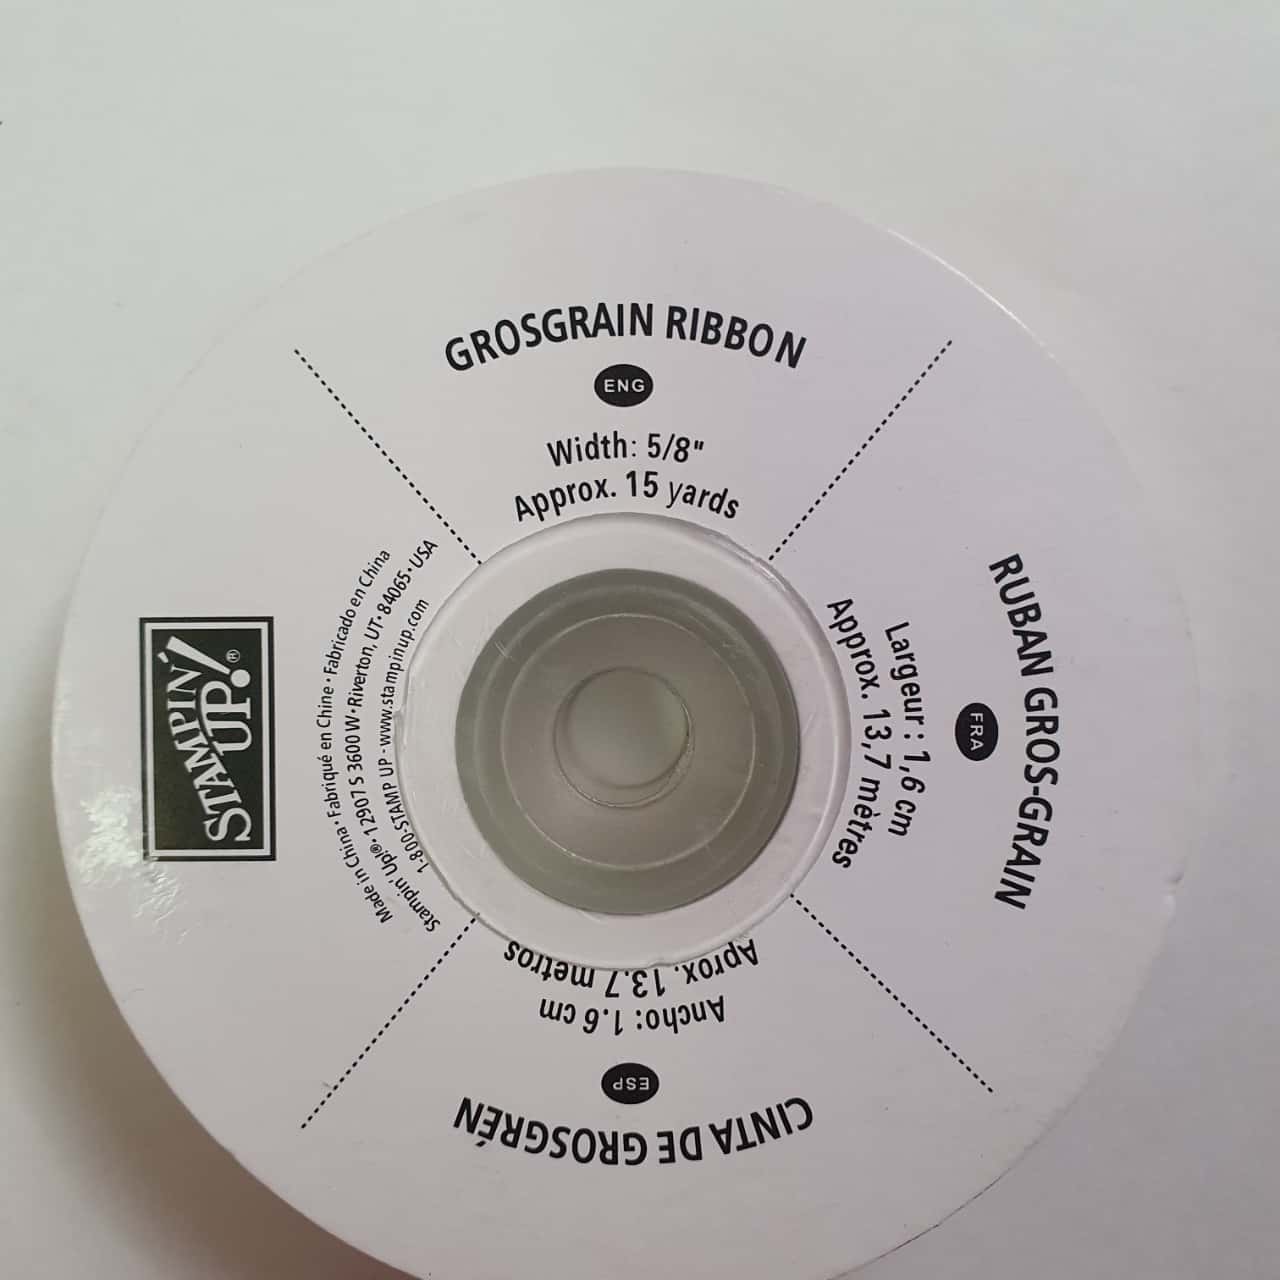 GROSGRAIN RIBBON
ENG
Width: 5/8"
Approx. 15 yards
RUBAN GROS-GRAIN
FRA
Largeur : 1,6 cm
Approx. 13,7 mètres
CINTA DE GROSGRÉN
ESP
Ancho: 1.6 cm
Aprox. 13.7 metros
STAMPIN'
UP!®
Made in China • Fabriqué en Chine • Fabricado en China
Stampin' Up!® • 12907 S 3600 W • Riverton, UT • 84065 • USA
1-800-STAMP UP - www.stampinup.com